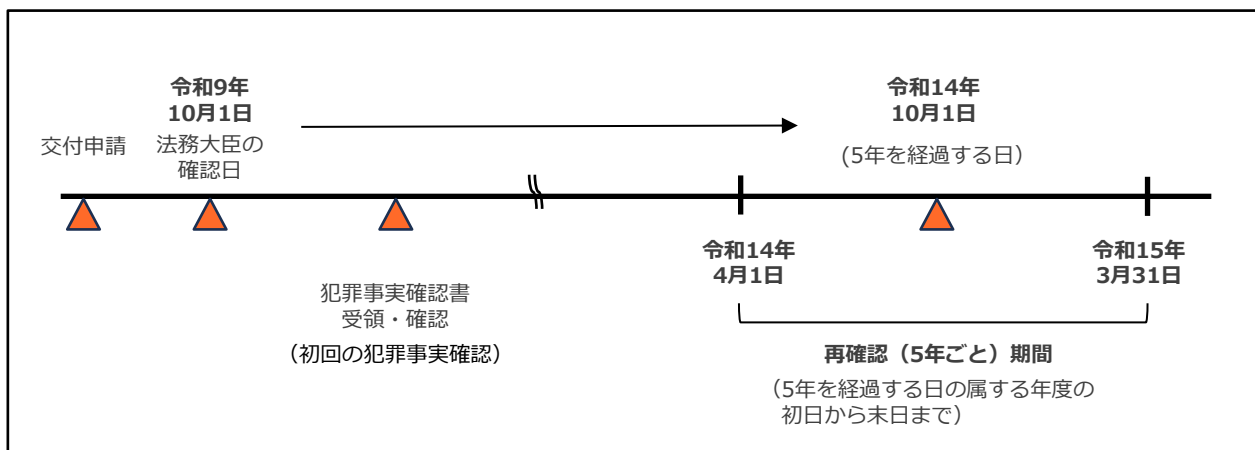 令和9年
10月1日
交付申請
法務大臣の
確認日
令和14年
10月1日
(5年を経過する日）
犯罪事実確認書
受領・確認
（初回の犯罪事実確認）
令和14年
4月1日
令和15年
3月31日
再確認（5年ごと）期間
（5年を経過する日の属する年度の
初日から末日まで）